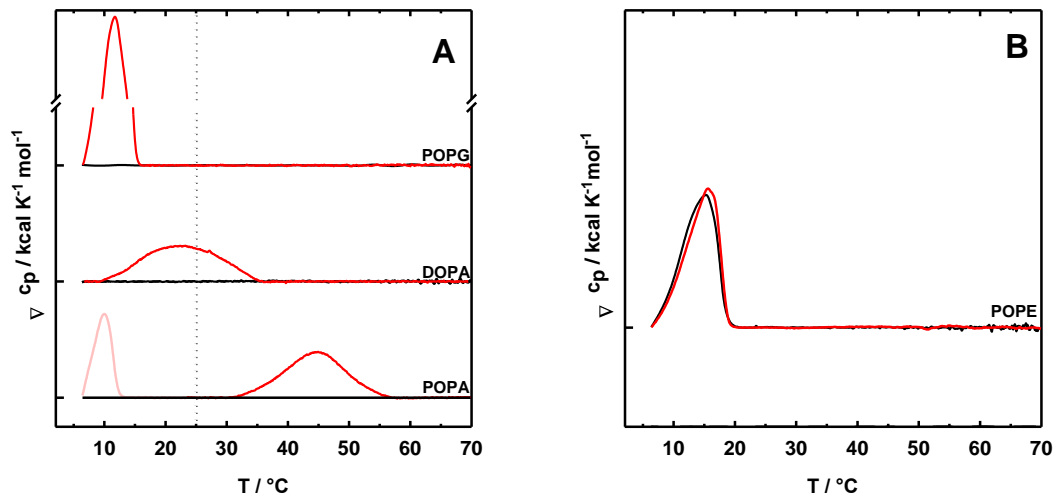 A
B
∇ cp / kcal K-1 mol-1
POPG
DOPA
POPA
10 20 30 40 50 60 70
T / °C
∇ cp / kcal K-1 mol-1
POPE
10 20 30 40 50 60 70
T / °C